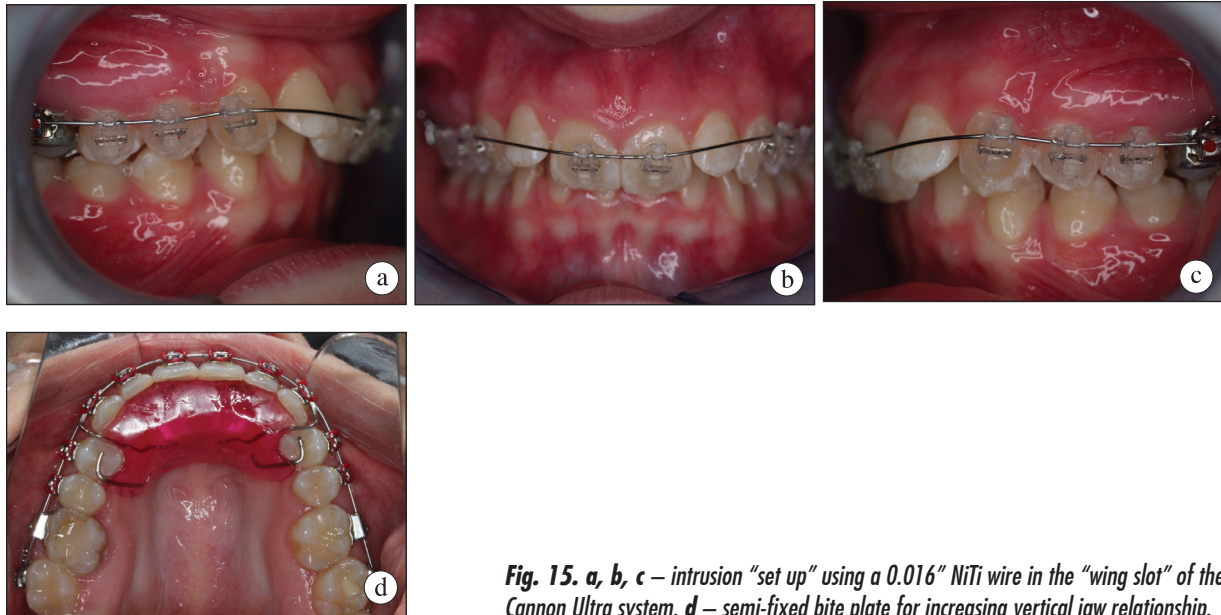 a
b
c
d
Fig. 15. a, b, c – intrusion “set up” using a 0.016” NiTi wire in the “wing slot” of the
Cannon Ultra system. d – semi-fixed bite plate for increasing vertical jaw relationship.